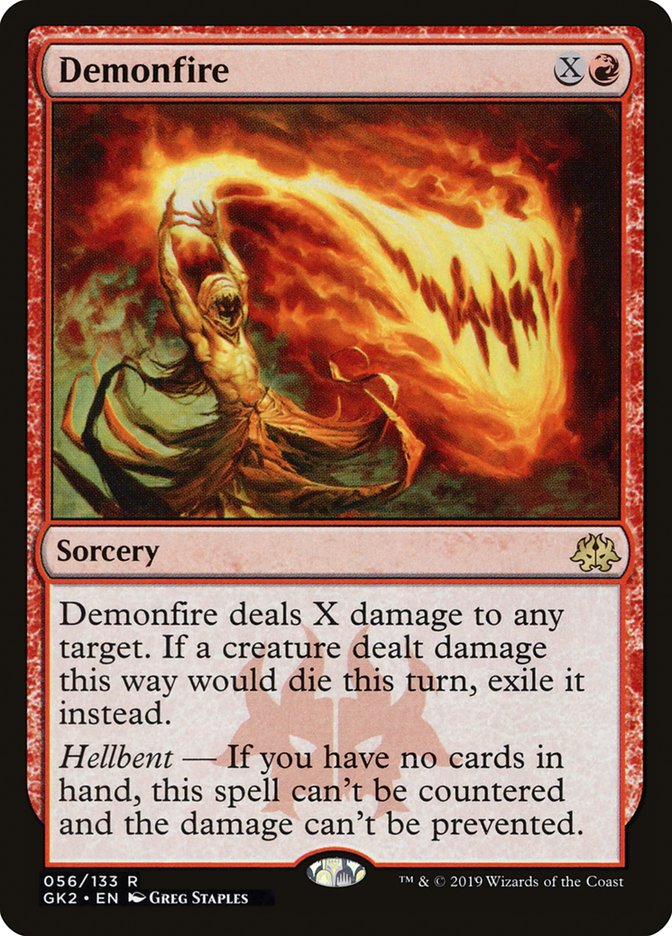 Demonfire X
Sorcery
Demonfire deals X damage to any
target. If a creature dealt damage
this way would die this turn, exile it
instead.
Hellbent — If you have no cards in
hand, this spell can't be countered
and the damage can't be prevented.
056/133 R
GK2 • EN Greg Staples
™ & © 2019 Wizards of the Coast